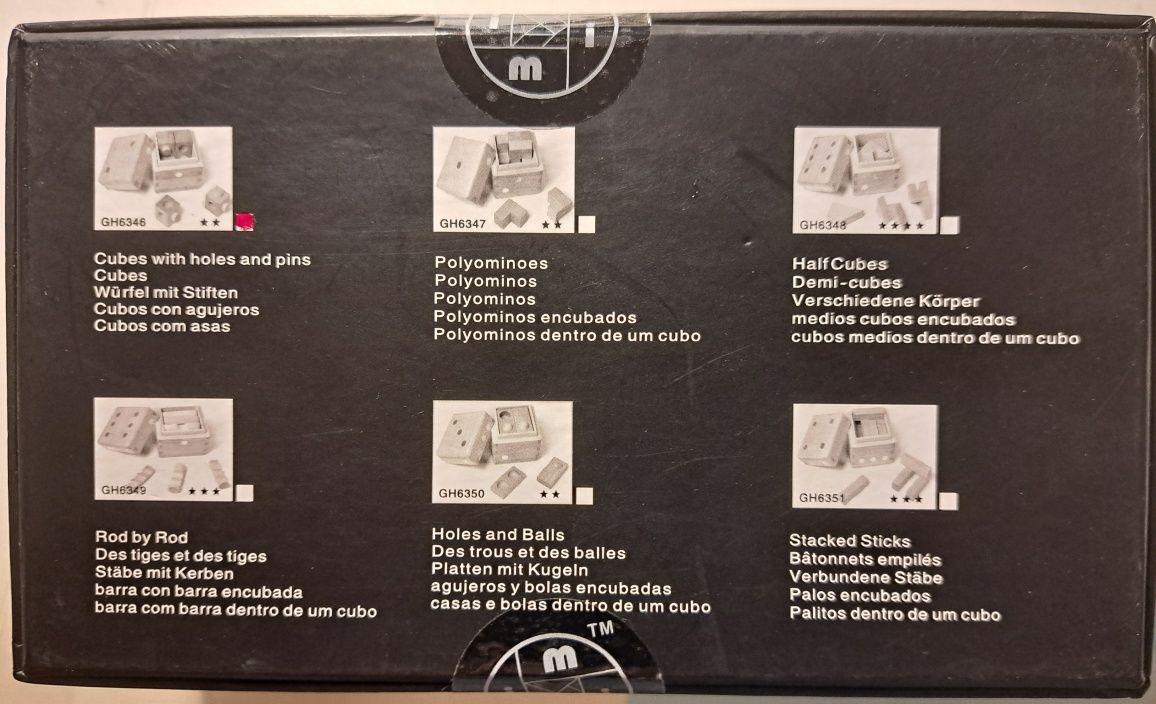 m
GH6346 ★★
Cubes with holes and pins
Cubes
Würfel mit Stiften
Cubos con agujeros
Cubos com asas
GH6347 ★★
Polyominoes
Polyominos
Polyominos
Polyominos encubados
Polyominos dentro de um cubo
GH6348 ★★★★
Half Cubes
Demi-cubes
Verschiedene Körper
medios cubos encubados
cubos medios dentro de um cubo
GH6349 ★★★
Rod by Rod
Des tiges et des tiges
Stäbe mit Kerben
barra con barra encubada
barra com barra dentro de um cubo
GH6350 ★★
Holes and Balls
Des trous et des balles
Platten mit Kugeln
agujeros y bolas encubadas
casas e bolas dentro de um cubo
GH6351 ★★★
Stacked Sticks
Bâtonnets empilés
Verbundene Stäbe
Palos encubados
Palitos dentro de um cubo
TM
m